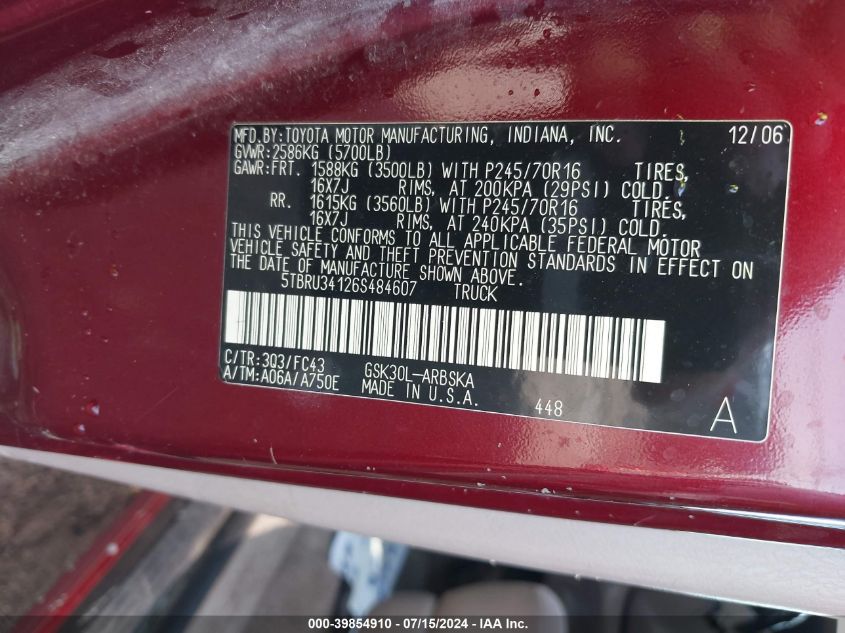 MFD.BY:TOYOTA MOTOR MANUFACTURING, INDIANA, INC. 12/06
GVWR:2586KG (5700LB)
GAWR:FRT. 1588KG (3500LB) WITH P245/70R16 TIRES,
16X7J RIMS, AT 200KPA (29PSI) COLD.
RR. 1615KG (3560LB) WITH P245/70R16 TIRES,
16X7J RIMS, AT 240KPA (35PSI) COLD.
THIS VEHICLE CONFORMS TO ALL APPLICABLE FEDERAL MOTOR
VEHICLE SAFETY AND THEFT PREVENTION STANDARDS IN EFFECT ON
THE DATE OF MANUFACTURE SHOWN ABOVE.
5TBRU34126S484607 TRUCK
C/TR:3Q3/FC43 GSK30L-ARBSKA
A/TM:A06A/A750E MADE IN U.S.A.
448 A
000-39854910 - 07/15/2024 - IAAI.com